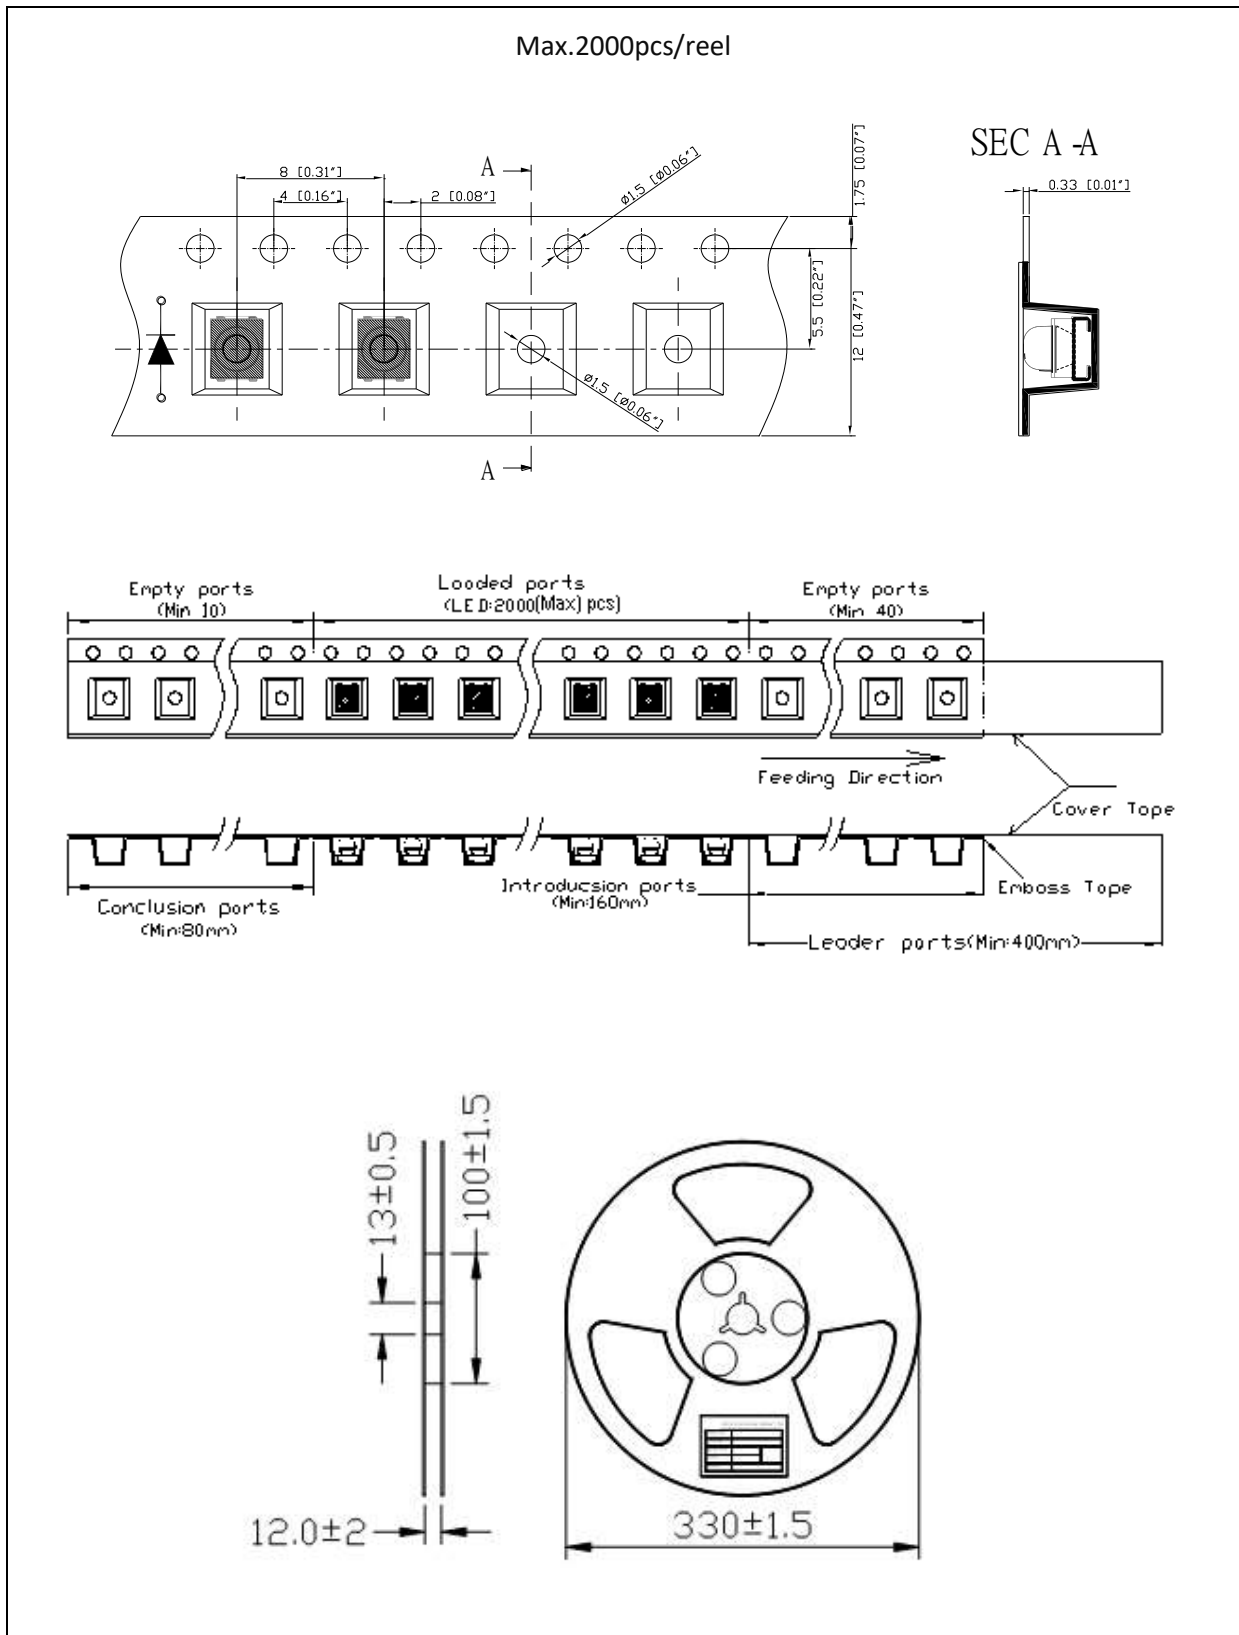 Max.2000pcs/reel
SEC A-A
8 [0.31"]
4 [0.16"]
2 [0.08"]
A
ø1.5 [ø0.06"]
1.75 [0.07"]
0.33 [0.01"]
5.5 [0.22"]
12 [0.47"]
ø1.5 [ø0.06"]
A
Empty ports
(Min 10)
Looded ports
(LED:2000(Max) pcs)
Empty ports
(Min 40)
Feeding Direction
Cover Tope
Introducsion ports
(Min:160mm)
Emboss Tope
Conclusion ports
(Min:80mm)
Leoder ports(Min:400mm)
13±0.5
100±1.5
12.0±2
330±1.5